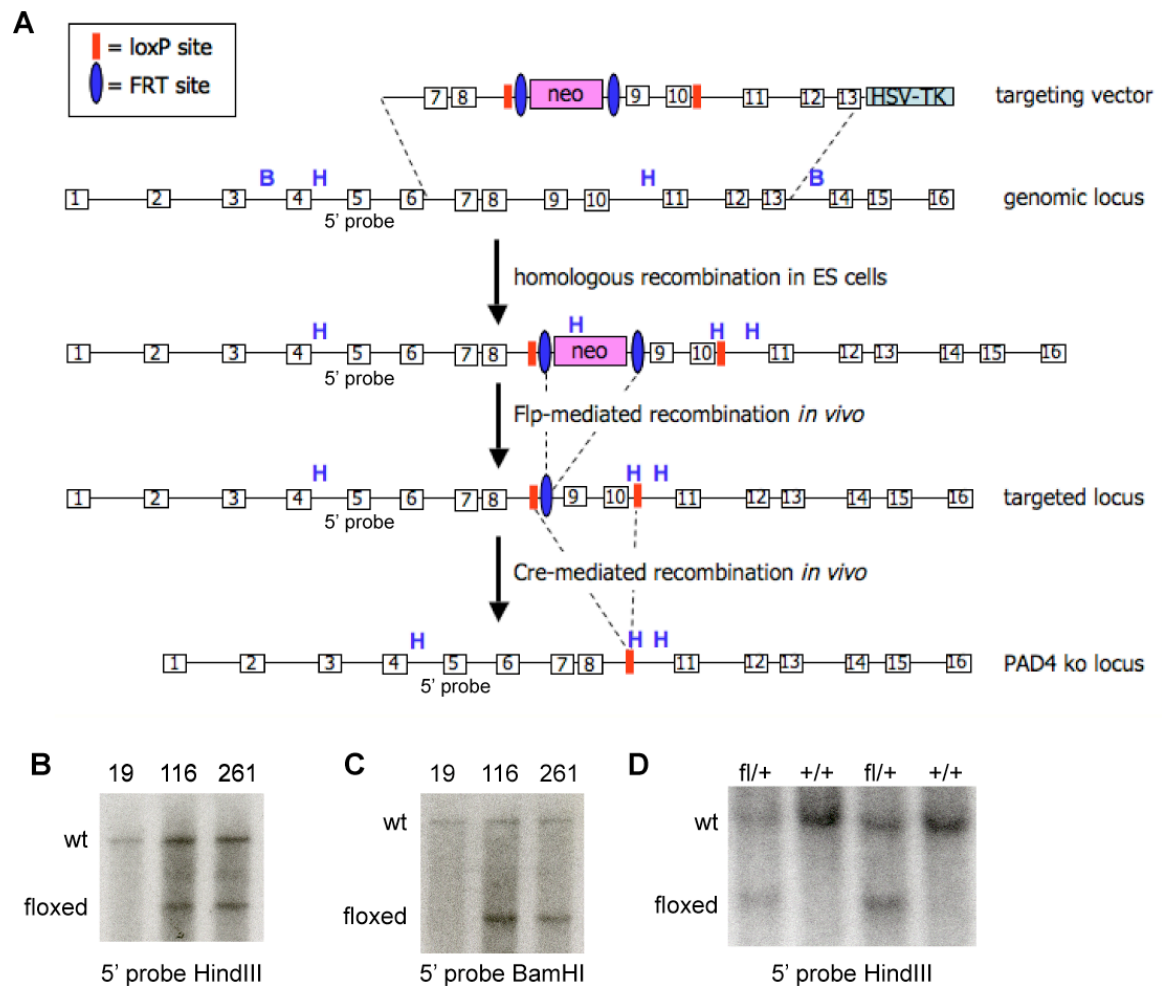 A
= loxP site
= FRT site
7 8 neo 9 10 11 12 13 HSV-TK targeting vector
B H H B
1 2 3 4 5 6 7 8 9 10 11 12 13 14 15 16 genomic locus
5' probe
homologous recombination in ES cells
H H H H
1 2 3 4 5 6 7 8 neo 9 10 11 12 13 14 15 16
5' probe
Flp-mediated recombination in vivo
H H H
1 2 3 4 5 6 7 8 9 10 11 12 13 14 15 16 targeted locus
5' probe
Cre-mediated recombination in vivo
H H H
1 2 3 4 5 6 7 8 11 12 13 14 15 16 PAD4 ko locus
5' probe
B
19 116 261
wt
floxed
5' probe HindIII
C
19 116 261
wt
floxed
5' probe BamHI
D
fl/+ +/+ fl/+ +/+
wt
floxed
5' probe HindIII